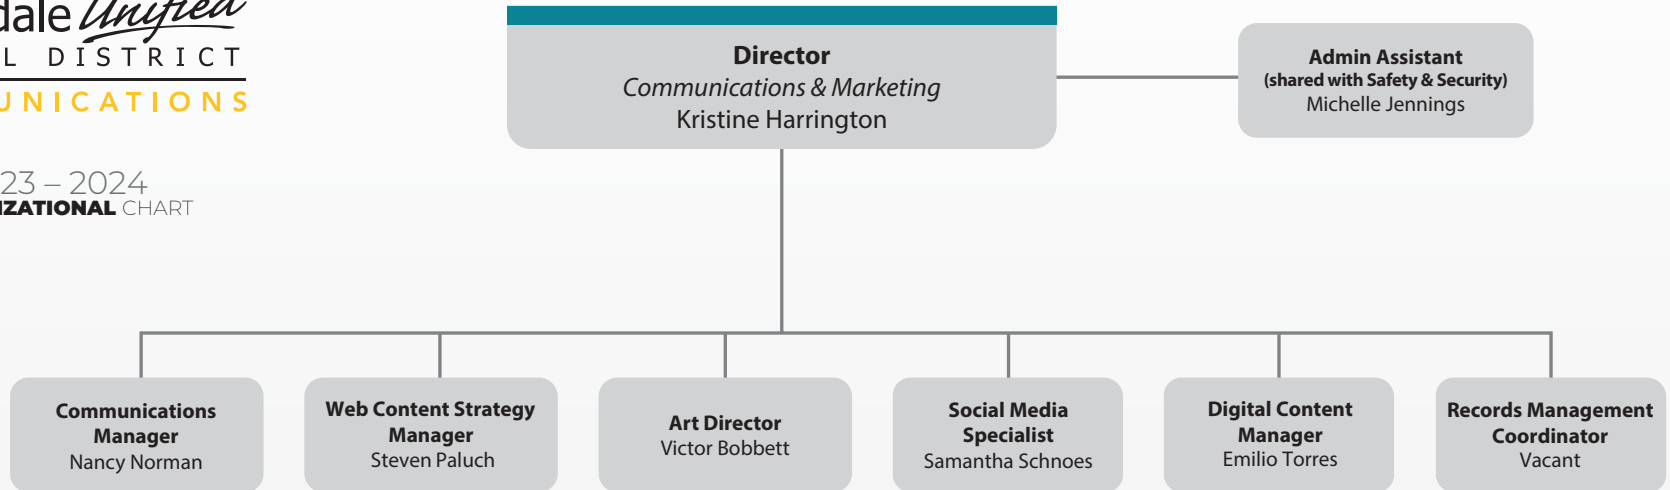 dale Unified
L DISTRICT
UNICATIONS
23 – 2024
IZATIONAL CHART
Director
Communications & Marketing
Kristine Harrington
Admin Assistant
(shared with Safety & Security)
Michelle Jennings
Communications
Manager
Nancy Norman
Web Content Strategy
Manager
Steven Paluch
Art Director
Victor Bobbett
Social Media
Specialist
Samantha Schnoes
Digital Content
Manager
Emilio Torres
Records Management
Coordinator
Vacant